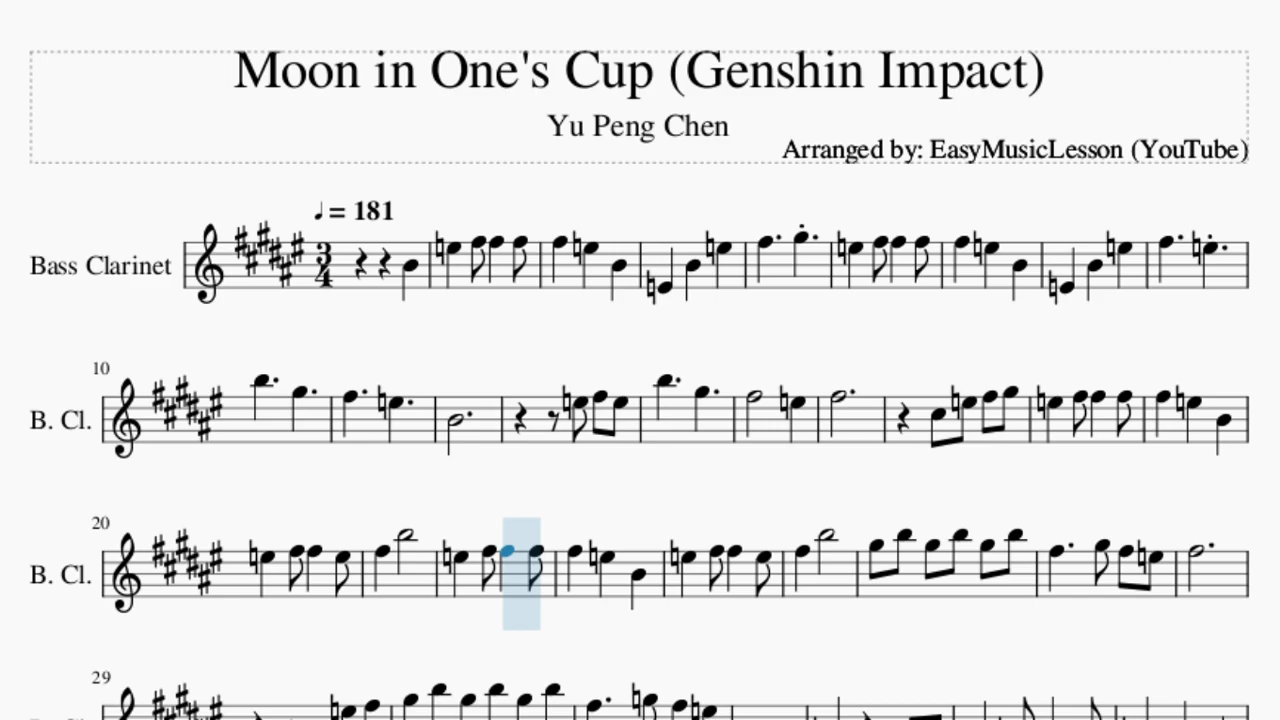 Moon in One's Cup (Genshin Impact)
Yu Peng Chen
Arranged by: EasyMusicLesson (YouTube)
♩ = 181
Bass Clarinet
3
4
10
B. Cl.
20
B. Cl.
29